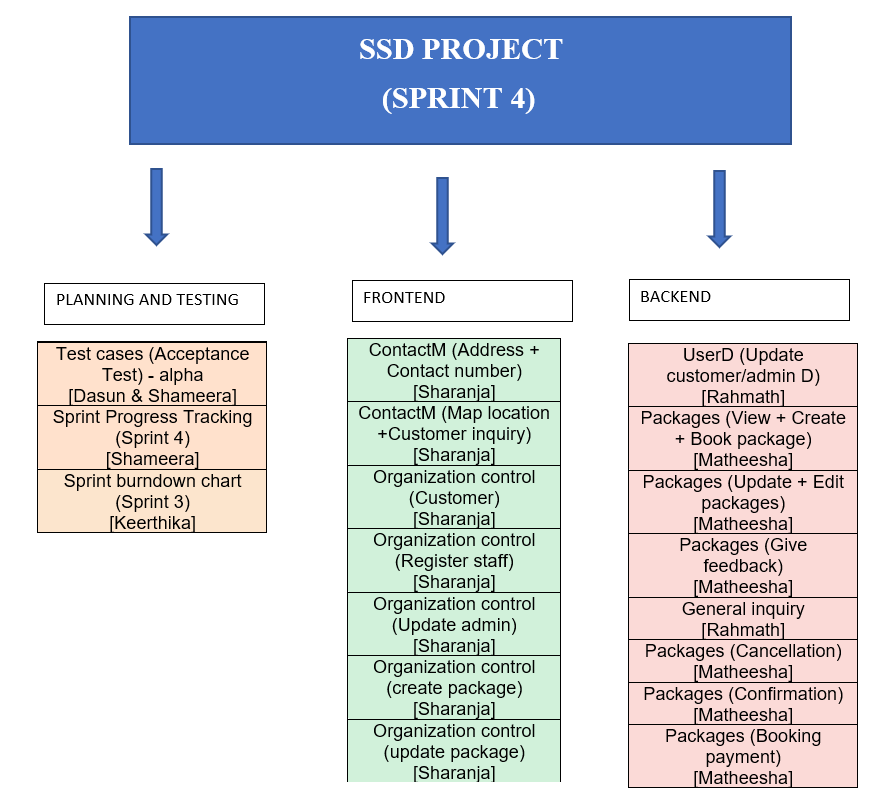 SSD PROJECT
(SPRINT 4)
PLANNING AND TESTING
Test cases (Acceptance
Test) - alpha
[Dasun & Shameera]
Sprint Progress Tracking
(Sprint 4)
[Shameera]
Sprint burndown chart
(Sprint 3)
[Keerthika]
FRONTEND
ContactM (Address +
Contact number)
[Sharanja]
ContactM (Map location
+Customer inquiry)
[Sharanja]
Organization control
(Customer)
[Sharanja]
Organization control
(Register staff)
[Sharanja]
Organization control
(Update admin)
[Sharanja]
Organization control
(create package)
[Sharanja]
Organization control
(update package)
[Sharanja]
BACKEND
UserD (Update
customer/admin D)
[Rahmath]
Packages (View + Create
+ Book package)
[Matheesha]
Packages (Update + Edit
packages)
[Matheesha]
Packages (Give
feedback)
[Matheesha]
General inquiry
[Rahmath]
Packages (Cancellation)
[Matheesha]
Packages (Confirmation)
[Matheesha]
Packages (Booking
payment)
[Matheesha]